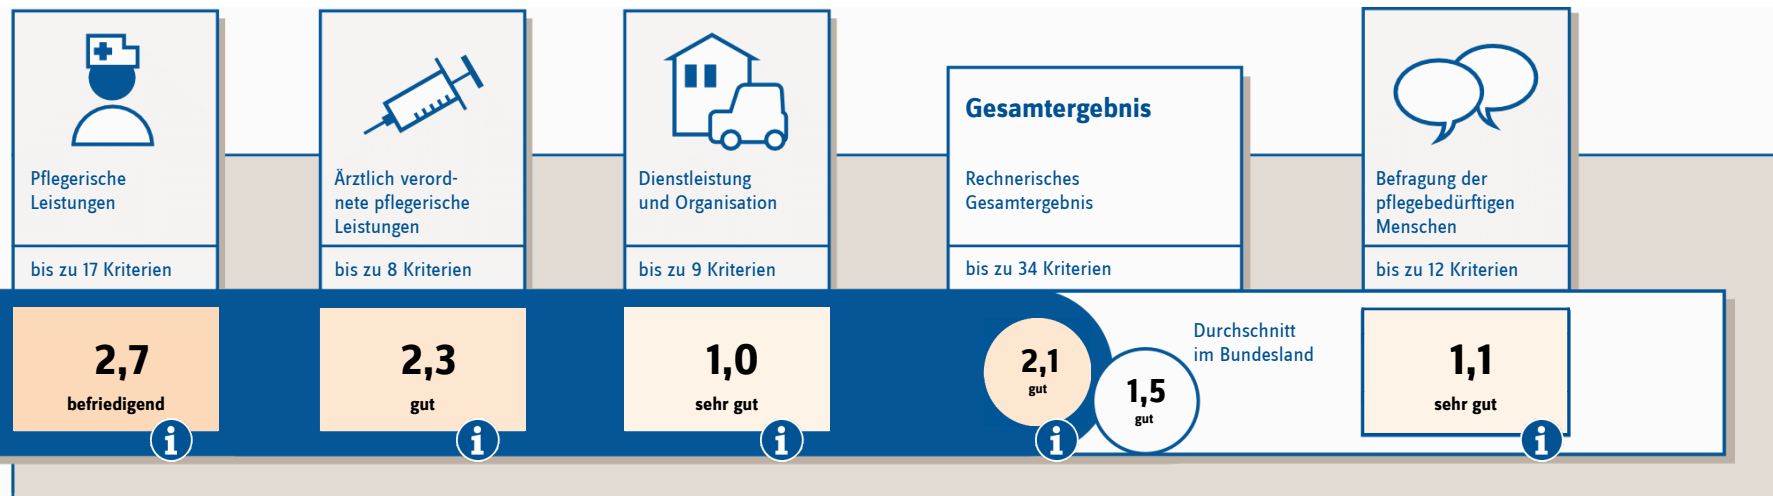 Pflegerische
Leistungen
bis zu 17 Kriterien
2,7
befriedigend
i
Ärztlich verord-
nete pflegerische
Leistungen
bis zu 8 Kriterien
2,3
gut
i
Dienstleistung
und Organisation
bis zu 9 Kriterien
1,0
sehr gut
i
Gesamtergebnis
Rechnerisches
Gesamtergebnis
bis zu 34 Kriterien
2,1
gut
i
1,5
gut
Durchschnitt
im Bundesland
Befragung der
pflegebedürftigen
Menschen
bis zu 12 Kriterien
1,1
sehr gut
i